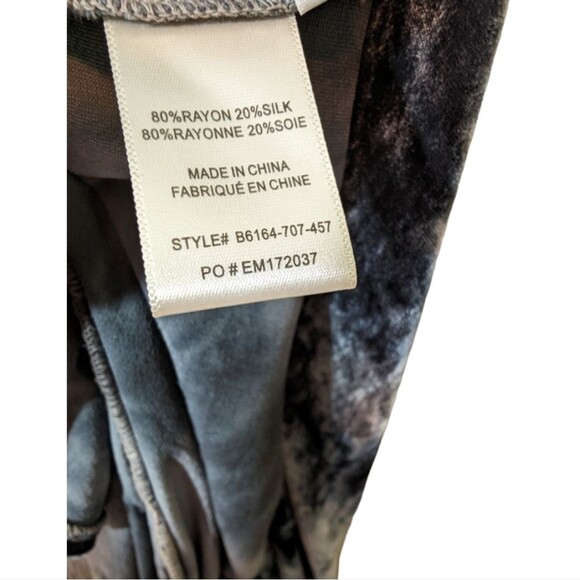 80%RAYON 20%SILK
80%RAYONNE 20%SOIE
MADE IN CHINA
FABRIQUÉ EN CHINE
STYLE# B6164-707-457
PO # EM172037